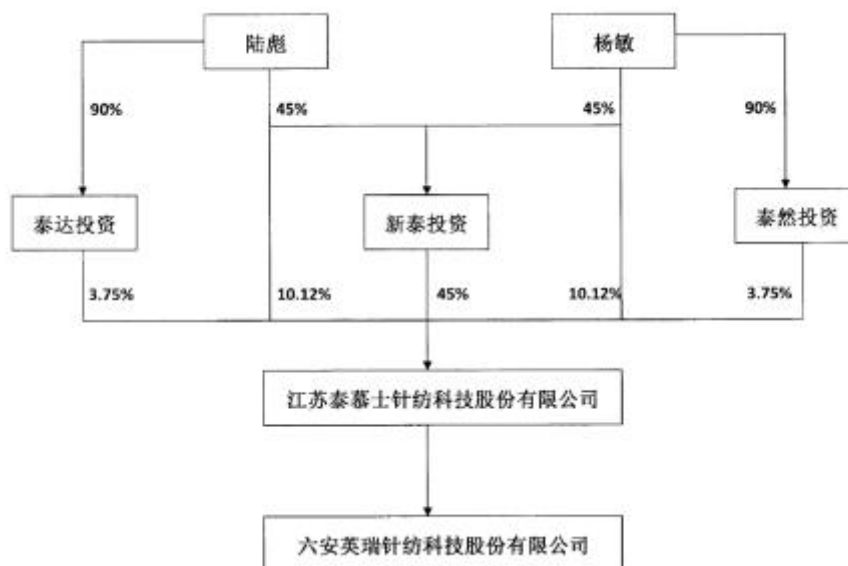 陆彪
杨敏
90%
45%
45%
90%
泰达投资
新泰投资
泰然投资
3.75%
10.12%
45%
10.12%
3.75%
江苏泰慕士针纺科技股份有限公司
六安英瑞针纺科技股份有限公司